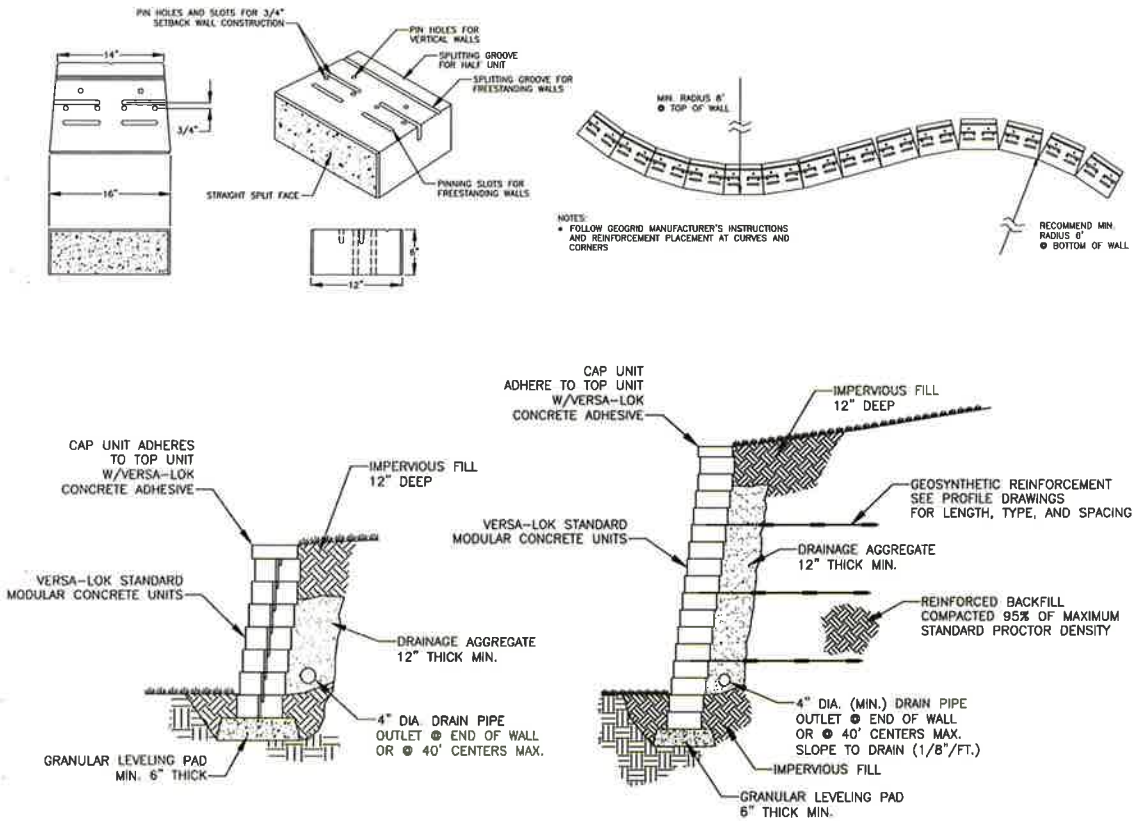 PIN HOLES AND SLOTS FOR 3/4"
SETBACK WALL CONSTRUCTION
PIN HOLES FOR
VERTICAL WALLS
SPLITTING GROOVE
FOR HALF UNIT
SPLITTING GROOVE FOR
FREESTANDING WALLS
14"
3/4"
16"
STRAIGHT SPLIT FACE
PINNING SLOTS FOR
FREESTANDING WALLS
6"
12"
MIN. RADIUS 8'
@ TOP OF WALL
NOTES:
• FOLLOW GEOGRID MANUFACTURER'S INSTRUCTIONS
AND REINFORCEMENT PLACEMENT AT CURVES AND
CORNERS
RECOMMEND MIN.
RADIUS 6'
@ BOTTOM OF WALL
CAP UNIT ADHERES
TO TOP UNIT
W/VERSA-LOK
CONCRETE ADHESIVE
IMPERVIOUS FILL
12" DEEP
VERSA-LOK STANDARD
MODULAR CONCRETE UNITS
DRAINAGE AGGREGATE
12" THICK MIN.
4" DIA. DRAIN PIPE
OUTLET @ END OF WALL
OR @ 40' CENTERS MAX.
GRANULAR LEVELING PAD
MIN. 6" THICK
CAP UNIT
ADHERE TO TOP UNIT
W/VERSA-LOK
CONCRETE ADHESIVE
IMPERVIOUS FILL
12" DEEP
GEOSYNTHETIC REINFORCEMENT
SEE PROFILE DRAWINGS
FOR LENGTH, TYPE, AND SPACING
VERSA-LOK STANDARD
MODULAR CONCRETE UNITS
DRAINAGE AGGREGATE
12" THICK MIN.
REINFORCED BACKFILL
COMPACTED 95% OF MAXIMUM
STANDARD PROCTOR DENSITY
4" DIA. (MIN.) DRAIN PIPE
OUTLET @ END OF WALL
OR @ 40' CENTERS MAX.
SLOPE TO DRAIN (1/8"/FT.)
IMPERVIOUS FILL
GRANULAR LEVELING PAD
6" THICK MIN.